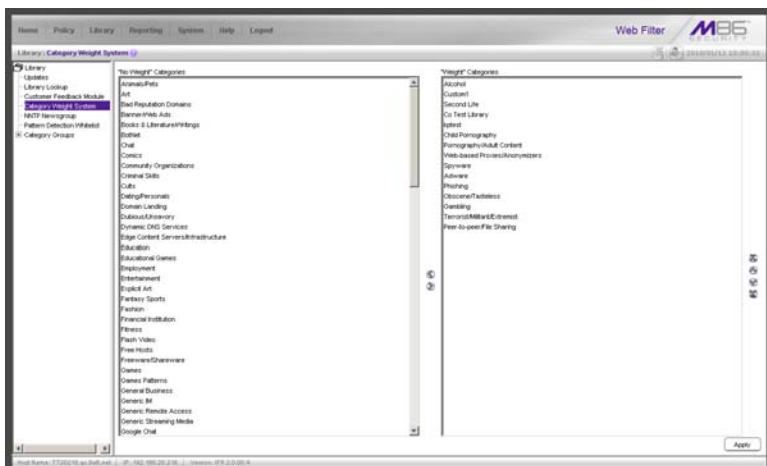 Home Policy Library Reporting System Help Logout
Web Filter
M86 SECURITY
Library: Category Weight System
Library
Updates
Library Lookup
Customer Feedback Module
Category Weight System
NNTP Newsgroup
Pattern Detection Whitelist
Category Groups
"No Weight" Categories
Animals/Pets
Art
Bad Reputation Domains
Banner/Web Ads
Books & Literature/Writings
BotNet
Chat
Comics
Community Organizations
Criminal Skills
Cults
Dating/Personals
Domain Landing
Dubious/Unsavory
Dynamic DNS Services
Edge Content Servers/Infrastructure
Education
Educational Games
Employment
Entertainment
Explicit Art
Fantasy Sports
Fashion
Financial Institution
Fitness
Flash Video
Free Hosts
Freeware/Shareware
Games
Games Patterns
General Business
Generic IM
Generic Remote Access
Generic Streaming Media
Google Chat
"Weight" Categories
Alcohol
Custom1
Second Life
Co Test Library
kptest
Child Pornography
Pornography/Adult Content
Web-based Proxies/Anonymizers
Spyware
Adware
Phishing
Obscene/Tasteless
Gambling
Terrorist/Militant/Extremist
Peer-to-peer/File Sharing
Apply
Host Name:
IP:
Version: